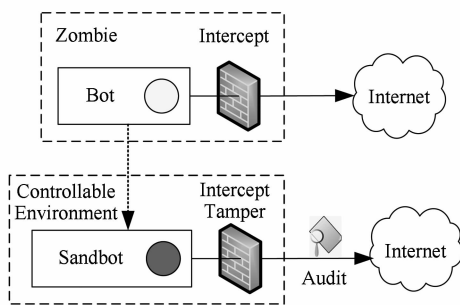 Zombie
Intercept
Bot
Internet
Controllable
Environment
Intercept
Tamper
Sandbot
Audit
Internet